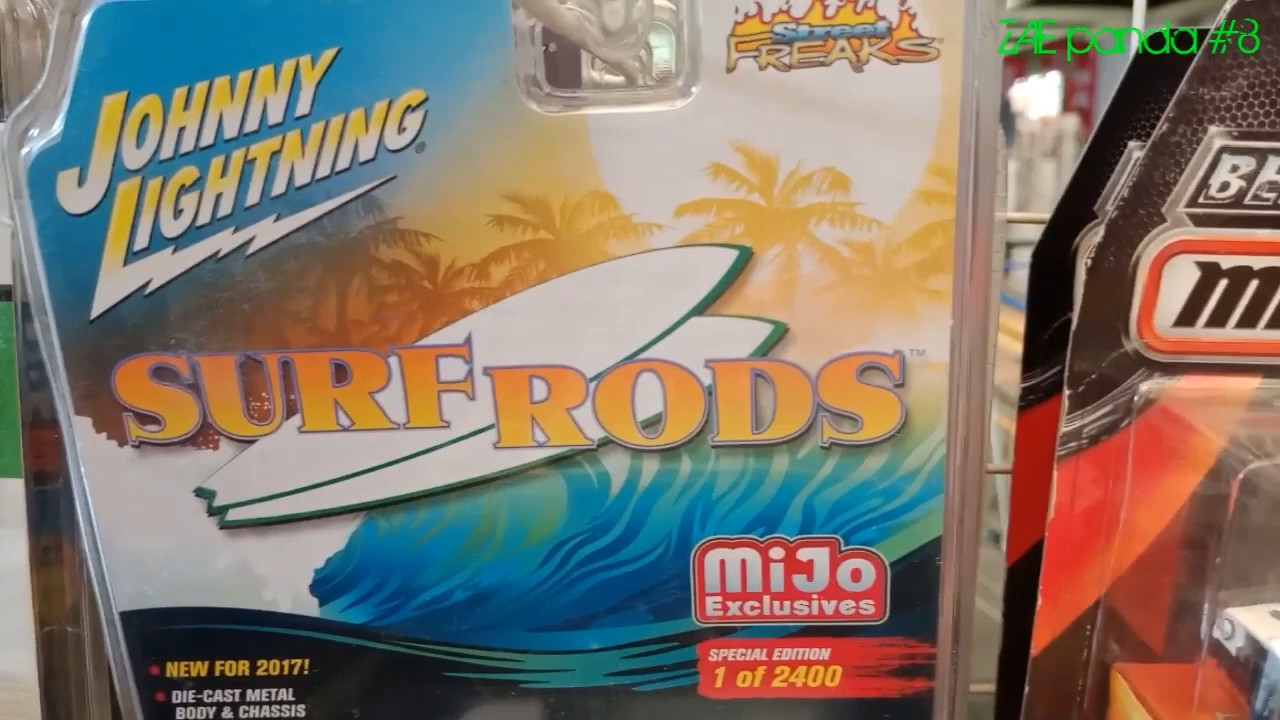 ZAE panda #8
Street
FREAKS
JOHNNY
LIGHTNING®
SURF RODS™
MiJo
Exclusives
SPECIAL EDITION
1 of 2400
• NEW FOR 2017!
• DIE-CAST METAL
BODY & CHASSIS